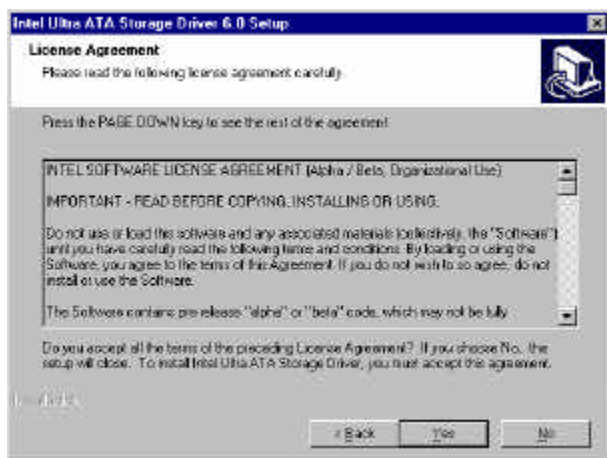 Intel Ultra ATA Storage Driver 6.0 Setup
License Agreement
Please read the following license agreement carefully.
Press the PAGE DOWN key to see the rest of the agreement.
INTEL SOFTWARE LICENSE AGREEMENT (Alpha / Beta, Organizational Use)
IMPORTANT - READ BEFORE COPYING, INSTALLING OR USING.
Do not use or load this software and any associated materials (collectively, the "Software")
until you have carefully read the following terms and conditions. By loading or using the
Software, you agree to the terms of this Agreement. If you do not wish to so agree, do not
install or use the Software.
The Software contains pre-release "alpha" or "beta" code, which may not be fully
Do you accept all the terms of the preceding License Agreement? If you choose No, the
setup will close. To install Intel Ultra ATA Storage Driver, you must accept this agreement.
< Back Yes No